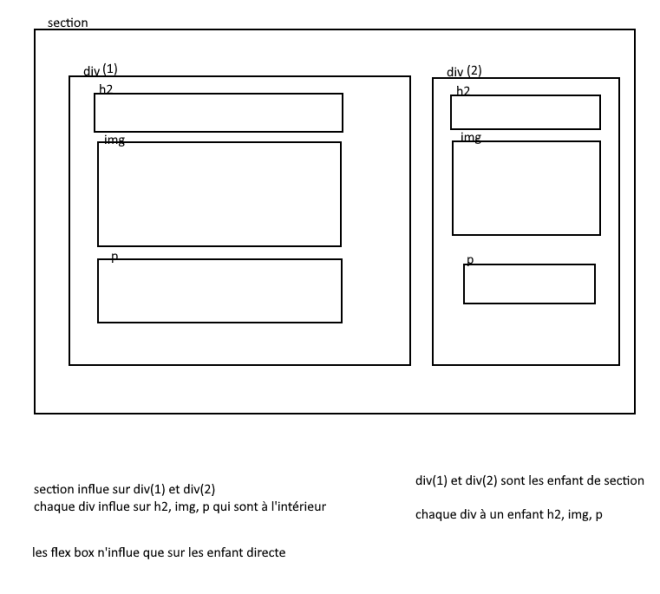 section
div (1)
h2
img
p
div (2)
h2
img
p
section influe sur div(1) et div(2)
chaque div influe sur h2, img, p qui sont à l'intérieur
les flex box n'influe que sur les enfant directe
div(1) et div(2) sont les enfant de section
chaque div à un enfant h2, img, p